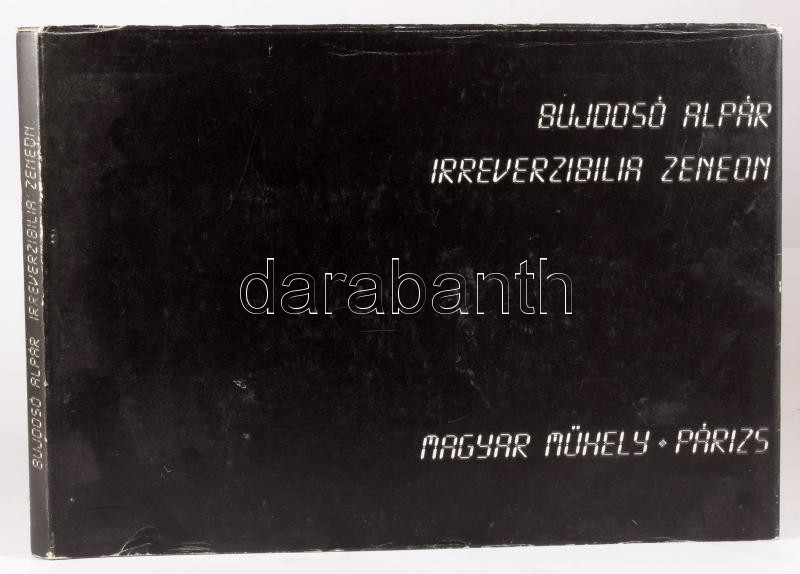 BUJDOSÓ ALPÁR
IRREVERZIBILIA ZENEON
darabanth
MAGYAR MŰHELY ⋄ PÁRIZS
BUJDOSÓ ALPÁR IRREVERZIBILIA ZENEON